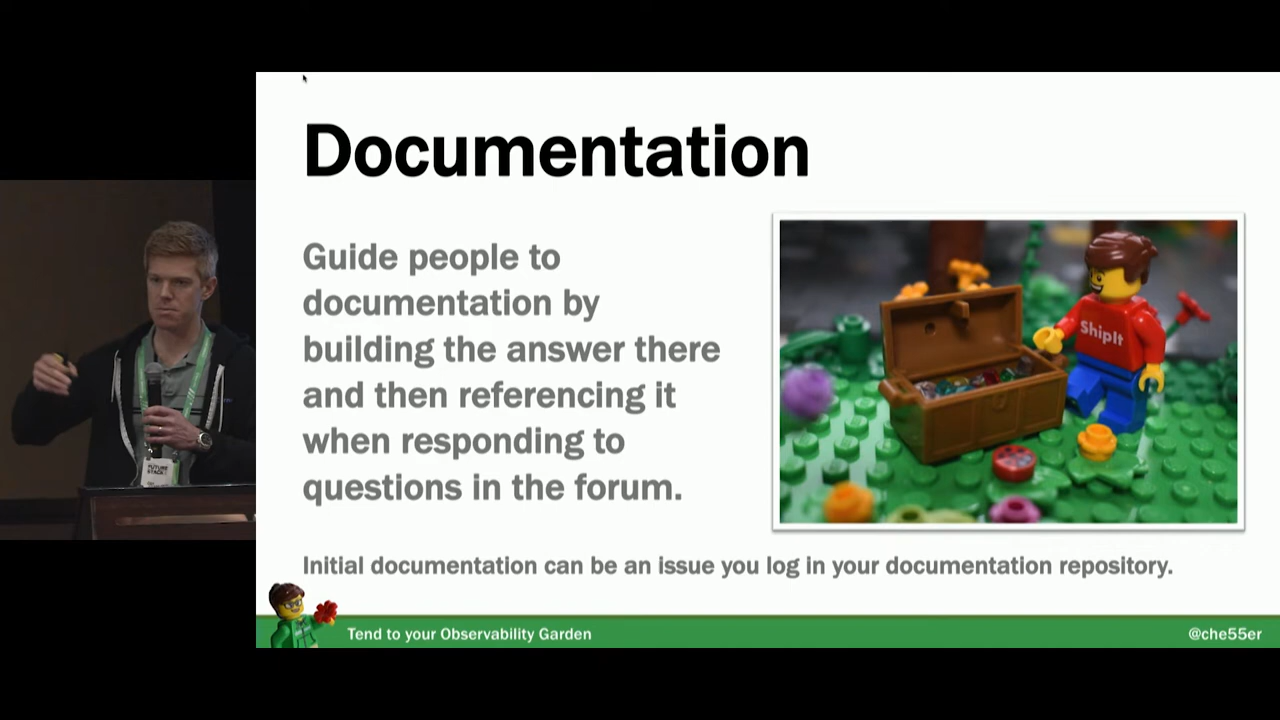 Documentation
Guide people to
documentation by
building the answer there
and then referencing it
when responding to
questions in the forum.
ShipIt
Initial documentation can be an issue you log in your documentation repository.
Tend to your Observability Garden
@che55er
FUTURE
STACK